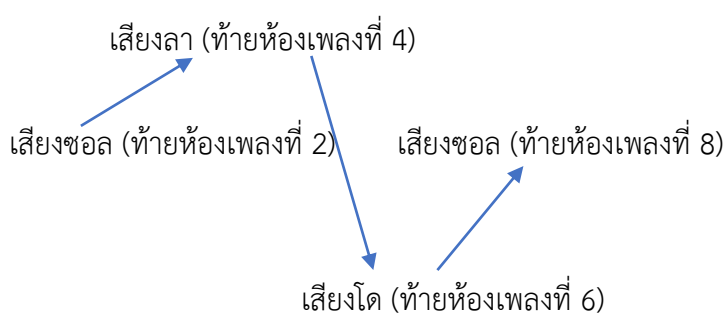 เสียงลา (ท้ายห้องเพลงที่ 4)
เสียงซอล (ท้ายห้องเพลงที่ 2)
เสียงซอล (ท้ายห้องเพลงที่ 8)
เสียงโด (ท้ายห้องเพลงที่ 6)